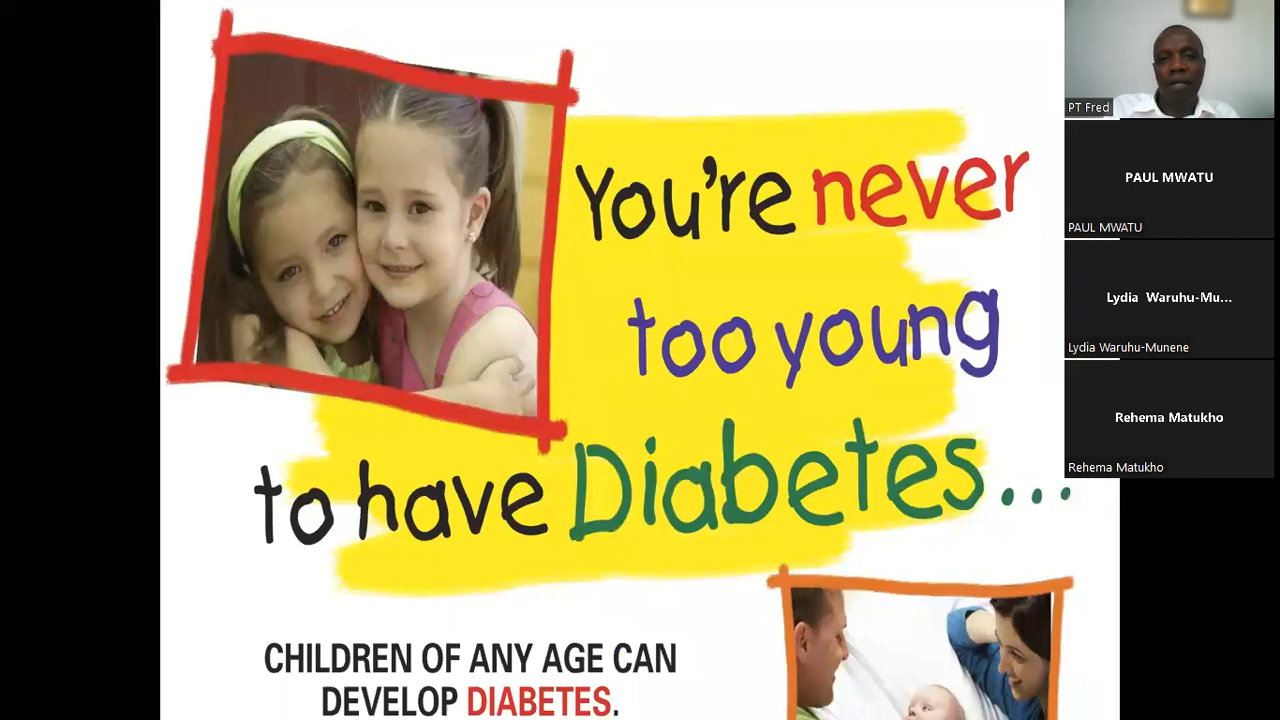 You're never
too young
to have Diabetes...
CHILDREN OF ANY AGE CAN
DEVELOP DIABETES.
PT Fred
PAUL MWATU
PAUL MWATU
Lydia Waruhu-Mu...
Lydia Waruhu-Munene
Rehema Matukho
Rehema Matukho